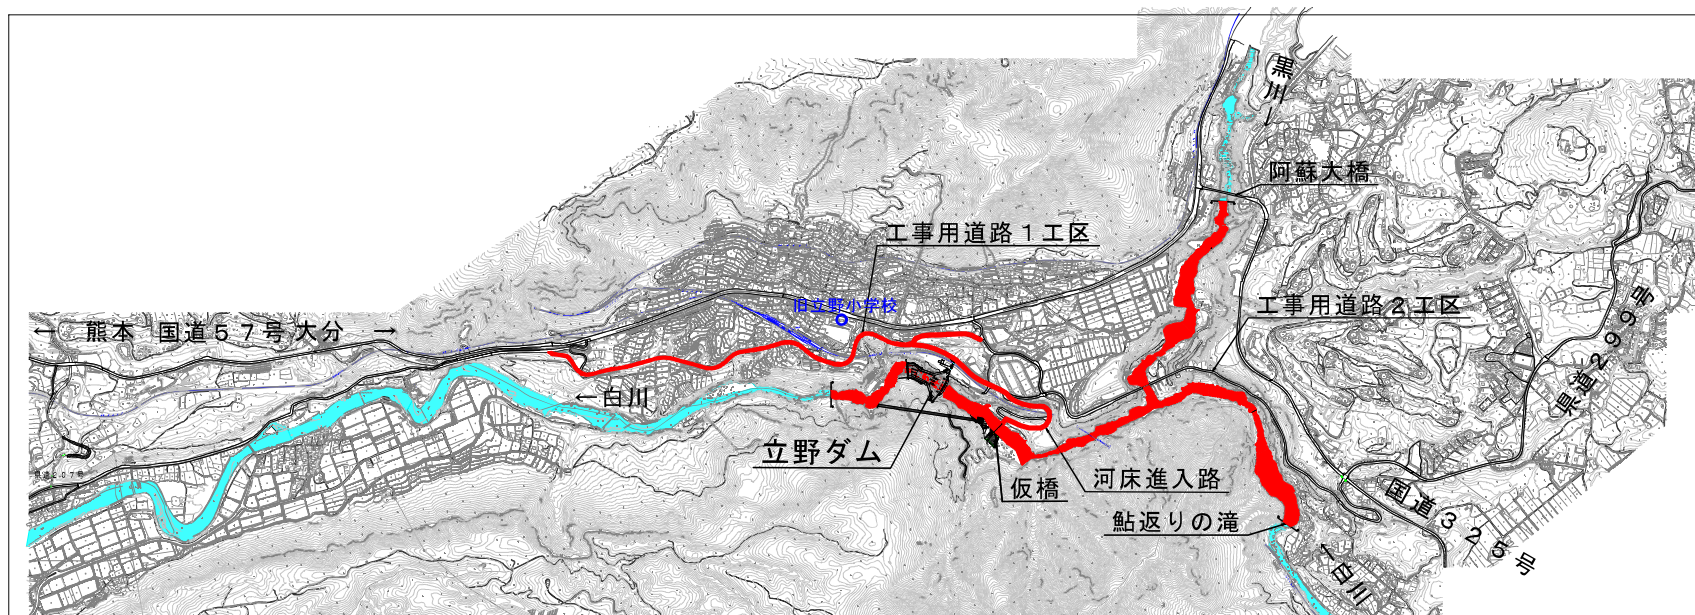 黒川
↓
阿蘇大橋
工事用道路1工区
旧立野小学校
工事用道路2工区
県道299号
← 熊本 国道57号 大分 →
←白川
立野ダム
仮橋
河床進入路
鮎返りの滝
国道325号
←白川